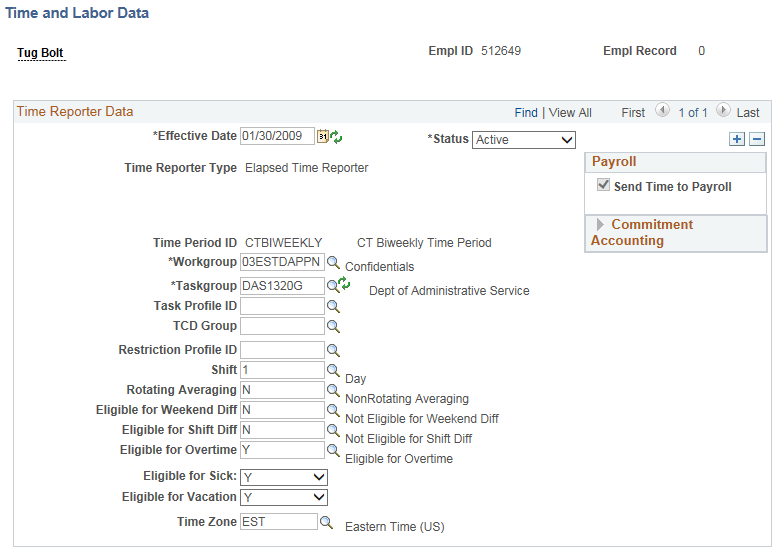 Time and Labor Data
Tug Bolt Empl ID 512649 Empl Record 0
Time Reporter Data Find | View All First 1 of 1 Last
*Effective Date 01/30/2009 31 *Status Active
Payroll
Time Reporter Type Elapsed Time Reporter
Send Time to Payroll
Commitment Accounting
Time Period ID CTBIWEEKLY CT Biweekly Time Period
*Workgroup 03ESTDAPPN Confidentials
*Taskgroup DAS1320G Dept of Administrative Service
Task Profile ID
TCD Group
Restriction Profile ID
Shift 1 Day
Rotating Averaging N NonRotating Averaging
Eligible for Weekend Diff N Not Eligible for Weekend Diff
Eligible for Shift Diff N Not Eligible for Shift Diff
Eligible for Overtime Y Eligible for Overtime
Eligible for Sick: Y
Eligible for Vacation Y
Time Zone EST Eastern Time (US)